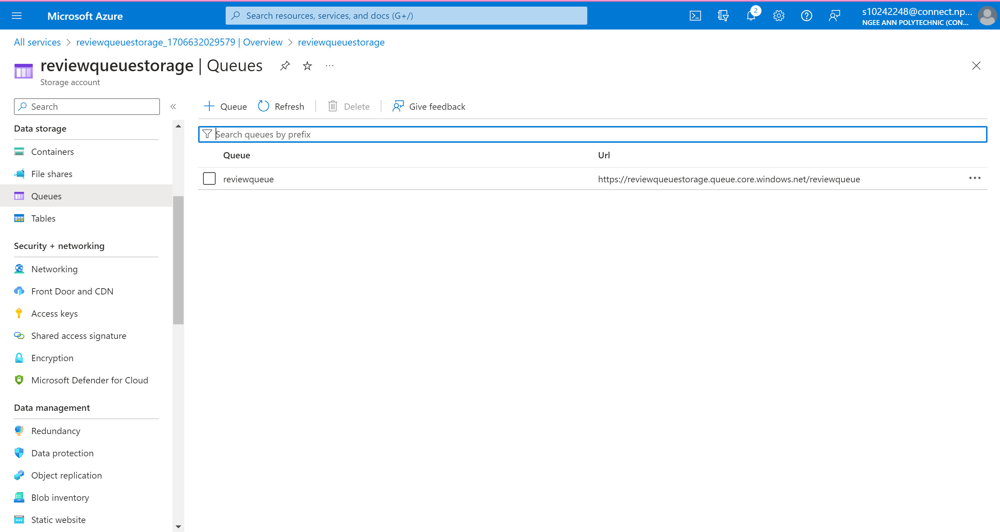 Microsoft Azure
Search resources, services, and docs (G+/)
2
s10242248@connect.np...
NGEE ANN POLYTECHNIC (CON...
All services > reviewqueuestorage_1706632029579 | Overview > reviewqueuestorage
reviewqueuestorage | Queues
Storage account
Search
Queue
Refresh
Delete
Give feedback
Data storage
Containers
File shares
Queues
Tables
Security + networking
Networking
Front Door and CDN
Access keys
Shared access signature
Encryption
Microsoft Defender for Cloud
Data management
Redundancy
Data protection
Object replication
Blob inventory
Static website
Search queues by prefix
Queue Url
reviewqueue https://reviewqueuestorage.queue.core.windows.net/reviewqueue